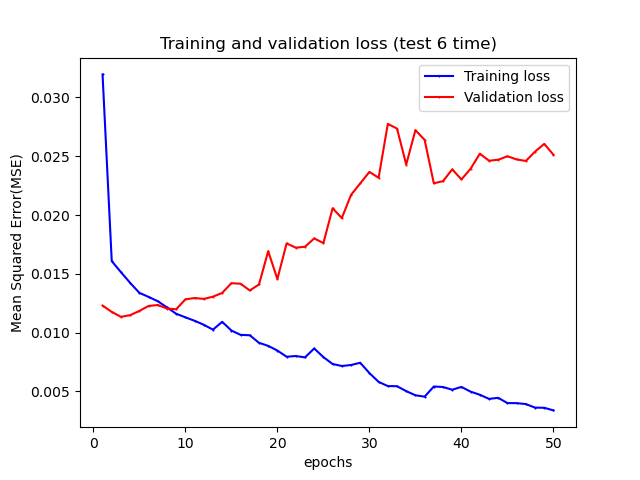 Training and validation loss (test 6 time)
Training loss
Validation loss
Mean Squared Error(MSE)
0.030
0.025
0.020
0.015
0.010
0.005
0 10 20 30 40 50
epochs